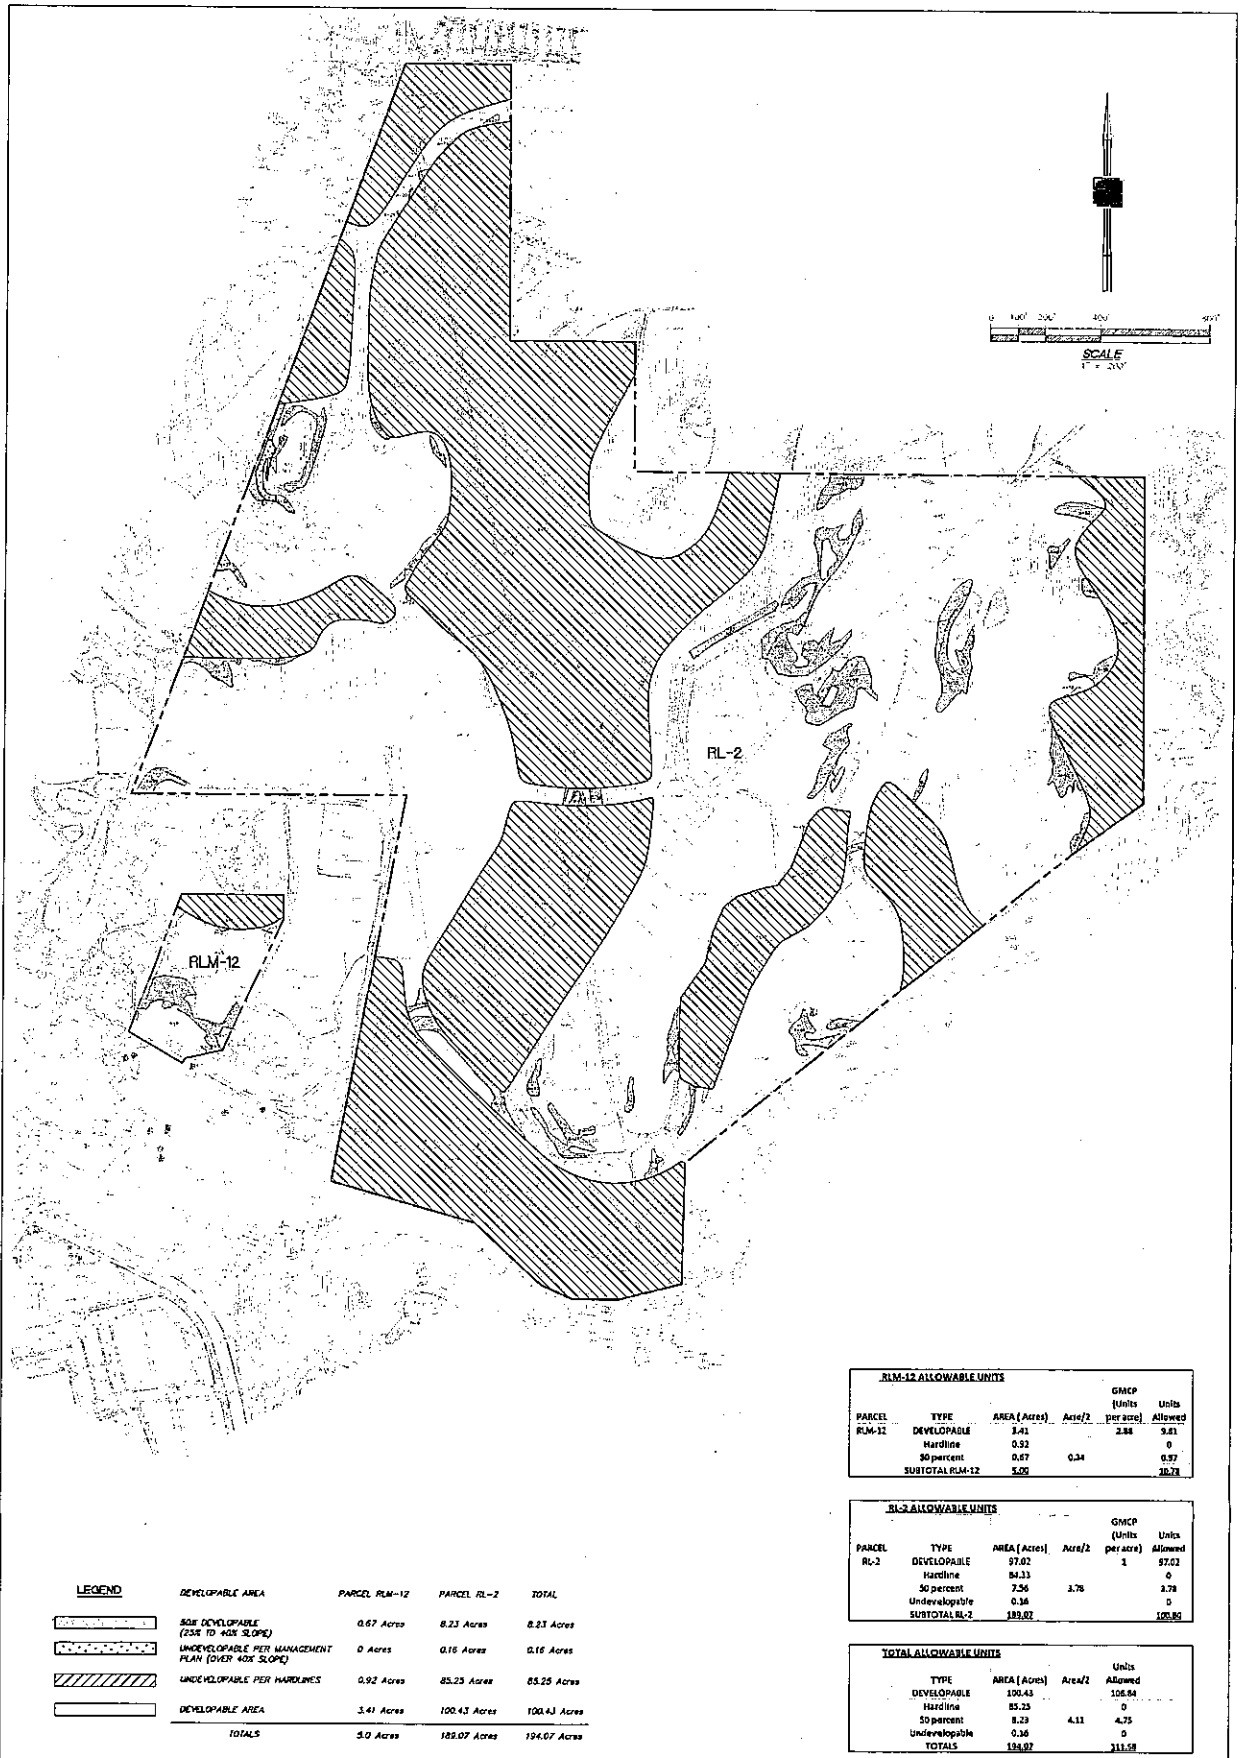 0 100' 200' 400' 800'
SCALE
1" = 200'
RL-2
RLM-12
RLM-12 ALLOWABLE UNITS
GMCP
(Units Units
PARCEL TYPE AREA (Acres) Acre/2 per acre) Allowed
RLM-12 DEVELOPABLE 3.41 2.88 9.81
Hardline 0.92 0
50 percent 0.67 0.34 0.97
SUBTOTAL RLM-12 5.00 10.78
RL-2 ALLOWABLE UNITS
GMCP
(Units Units
PARCEL TYPE AREA (Acres) Acre/2 per acre) Allowed
RL-2 DEVELOPABLE 97.02 1 97.02
Hardline 84.33 0
50 percent 7.56 3.78 3.78
Undevelopable 0.16 0
SUBTOTAL RL-2 189.07 100.80
TOTAL ALLOWABLE UNITS
Units
TYPE AREA (Acres) Area/2 Allowed
DEVELOPABLE 100.43 106.84
Hardline 85.25 0
50 percent 8.23 4.11 4.75
Undevelopable 0.16 0
TOTALS 194.07 111.58
LEGEND DEVELOPABLE AREA PARCEL RLM-12 PARCEL RL-2 TOTAL
50% DEVELOPABLE 0.67 Acres 8.23 Acres 8.23 Acres
(25% TO 40% SLOPE)
UNDEVELOPABLE PER MANAGEMENT 0 Acres 0.16 Acres 0.16 Acres
PLAN (OVER 40% SLOPE)
UNDEVELOPABLE PER HARDLINES 0.92 Acres 85.25 Acres 85.25 Acres
DEVELOPABLE AREA 3.41 Acres 100.43 Acres 100.43 Acres
TOTALS 5.0 Acres 189.07 Acres 194.07 Acres